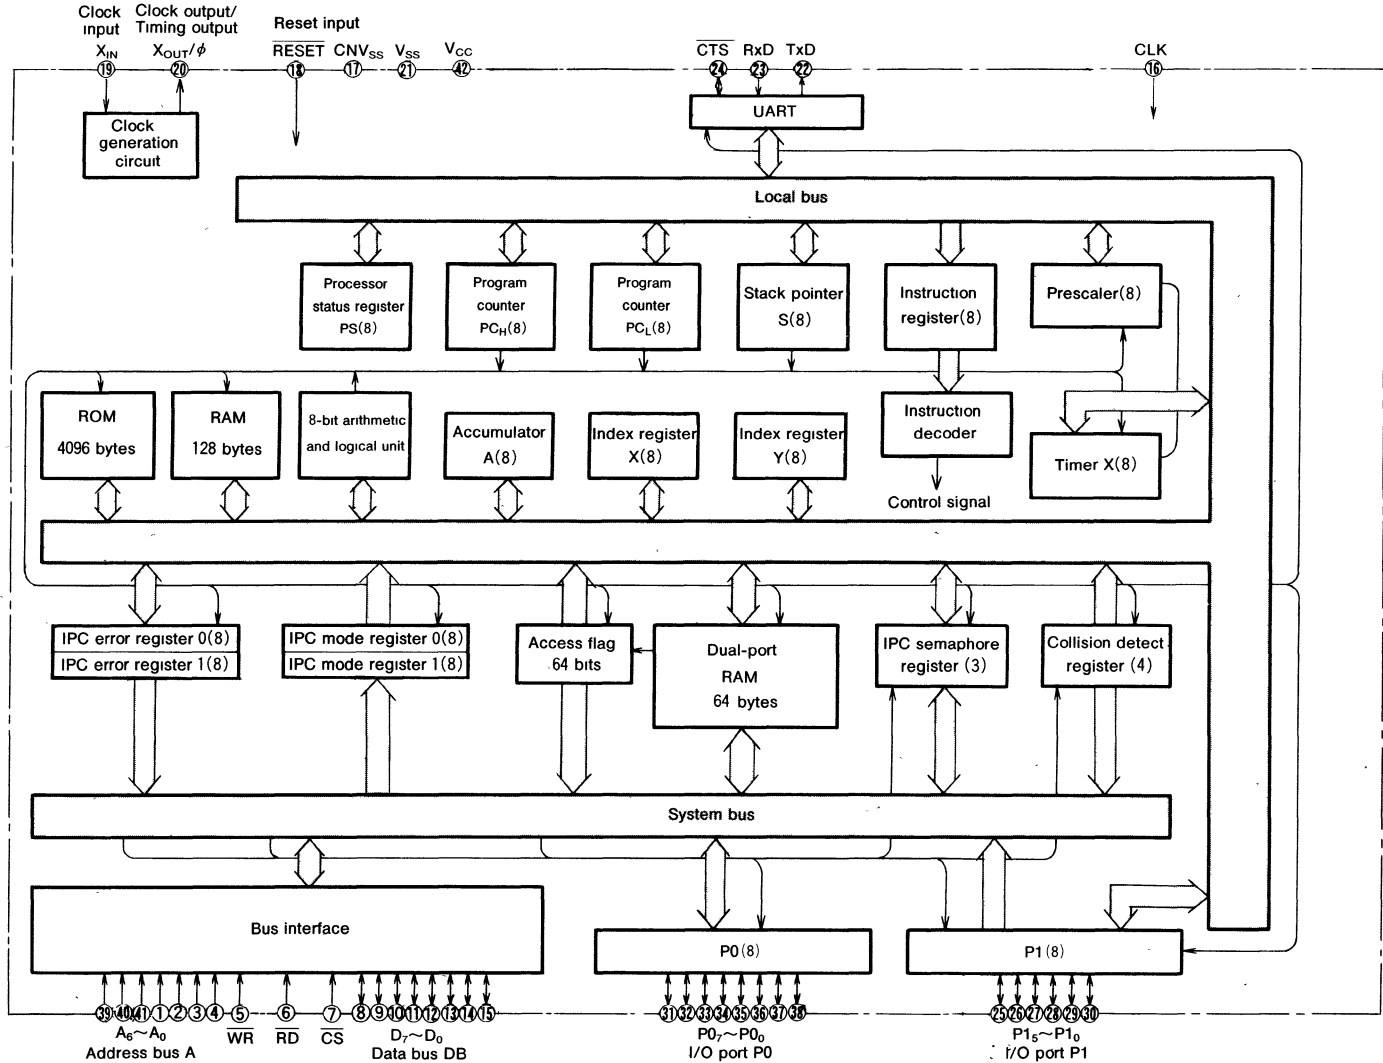 Clock input
Clock output/
Timing output
Reset input
X_IN
X_OUT/ϕ
RESET
CNV_SS
V_SS
V_CC
CTS
RxD
TxD
CLK
19
20
18
17
21
42
24
23
22
16
Clock
generation
circuit
UART
Local bus
Processor
status register
PS(8)
Program
counter
PC_H(8)
Program
counter
PC_L(8)
Stack pointer
S(8)
Instruction
register(8)
Prescaler(8)
ROM
4096 bytes
RAM
128 bytes
8-bit arithmetic
and logical unit
Accumulator
A(8)
Index register
X(8)
Index register
Y(8)
Instruction
decoder
Control signal
Timer X(8)
IPC error register 0(8)
IPC error register 1(8)
IPC mode register 0(8)
IPC mode register 1(8)
Access flag
64 bits
Dual-port
RAM
64 bytes
IPC semaphore
register (3)
Collision detect
register (4)
System bus
Bus interface
P0(8)
P1(8)
39 40 41 1 2 3 4 5 6 7 8 9 10 11 12 13 14 15
31 32 33 34 35 36 37 38
25 26 27 28 29 30
A6~A0
Address bus A
WR
RD
CS
D7~D0
Data bus DB
P07~P00
I/O port P0
P15~P10
I/O port P1